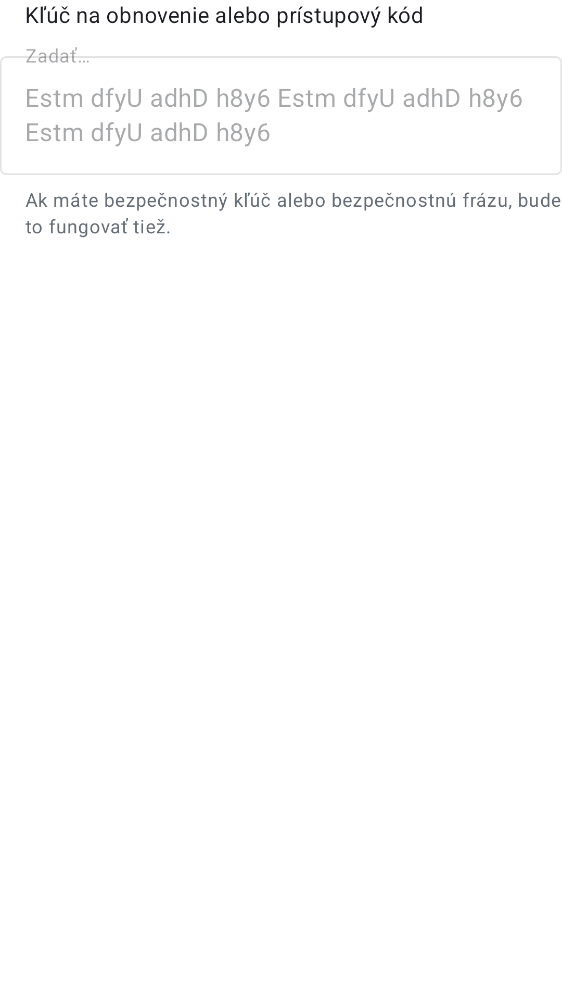 Kľúč na obnovenie alebo prístupový kód
Zadať…
Estm dfyU adhD h8y6 Estm dfyU adhD h8y6
Estm dfyU adhD h8y6
Ak máte bezpečnostný kľúč alebo bezpečnostnú frázu, bude
to fungovať tiež.